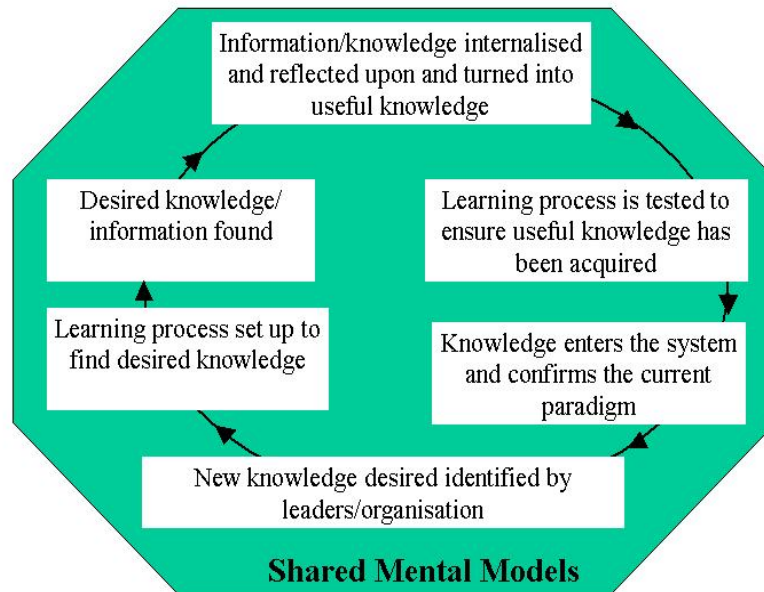 Information/knowledge internalised
and reflected upon and turned into
useful knowledge
Desired knowledge/
information found
Learning process is tested to
ensure useful knowledge has
been acquired
Learning process set up to
find desired knowledge
Knowledge enters the system
and confirms the current
paradigm
New knowledge desired identified by
leaders/organisation
Shared Mental Models